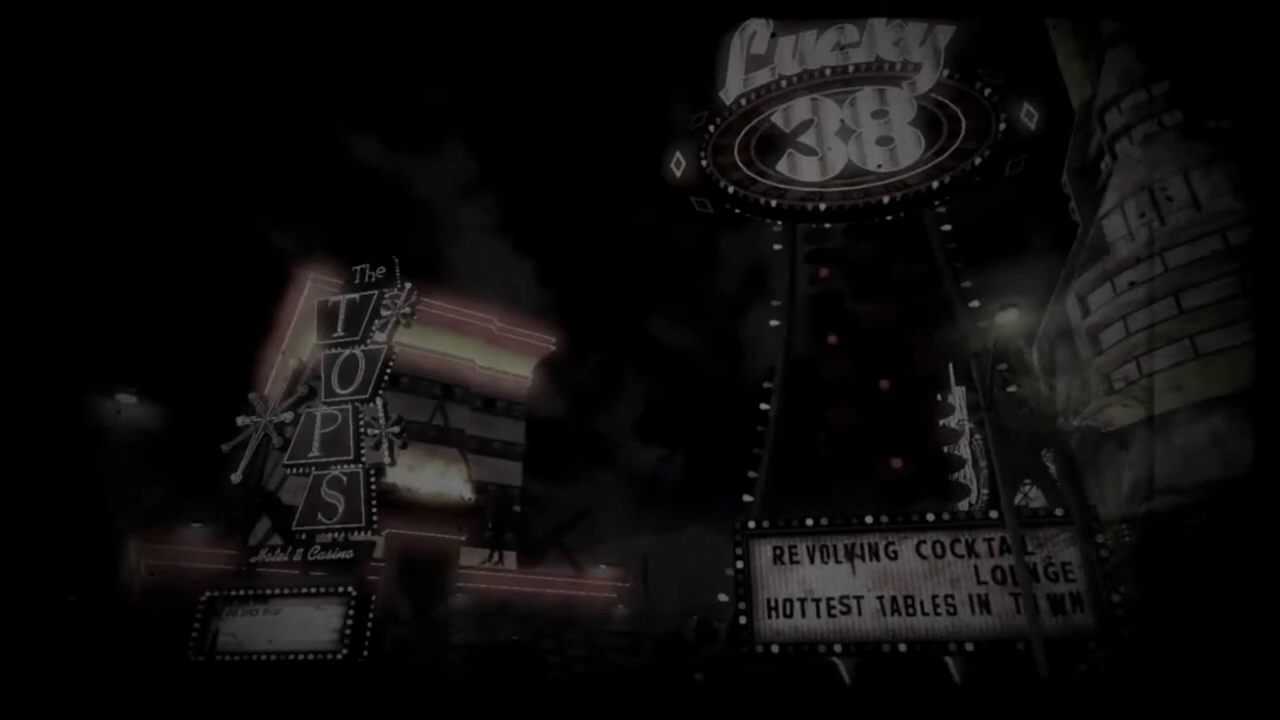 The
TOPS
Hotel & Casino
Lucky
38
REVOLVING COCKTAIL
LOUNGE
HOTTEST TABLES IN TOWN